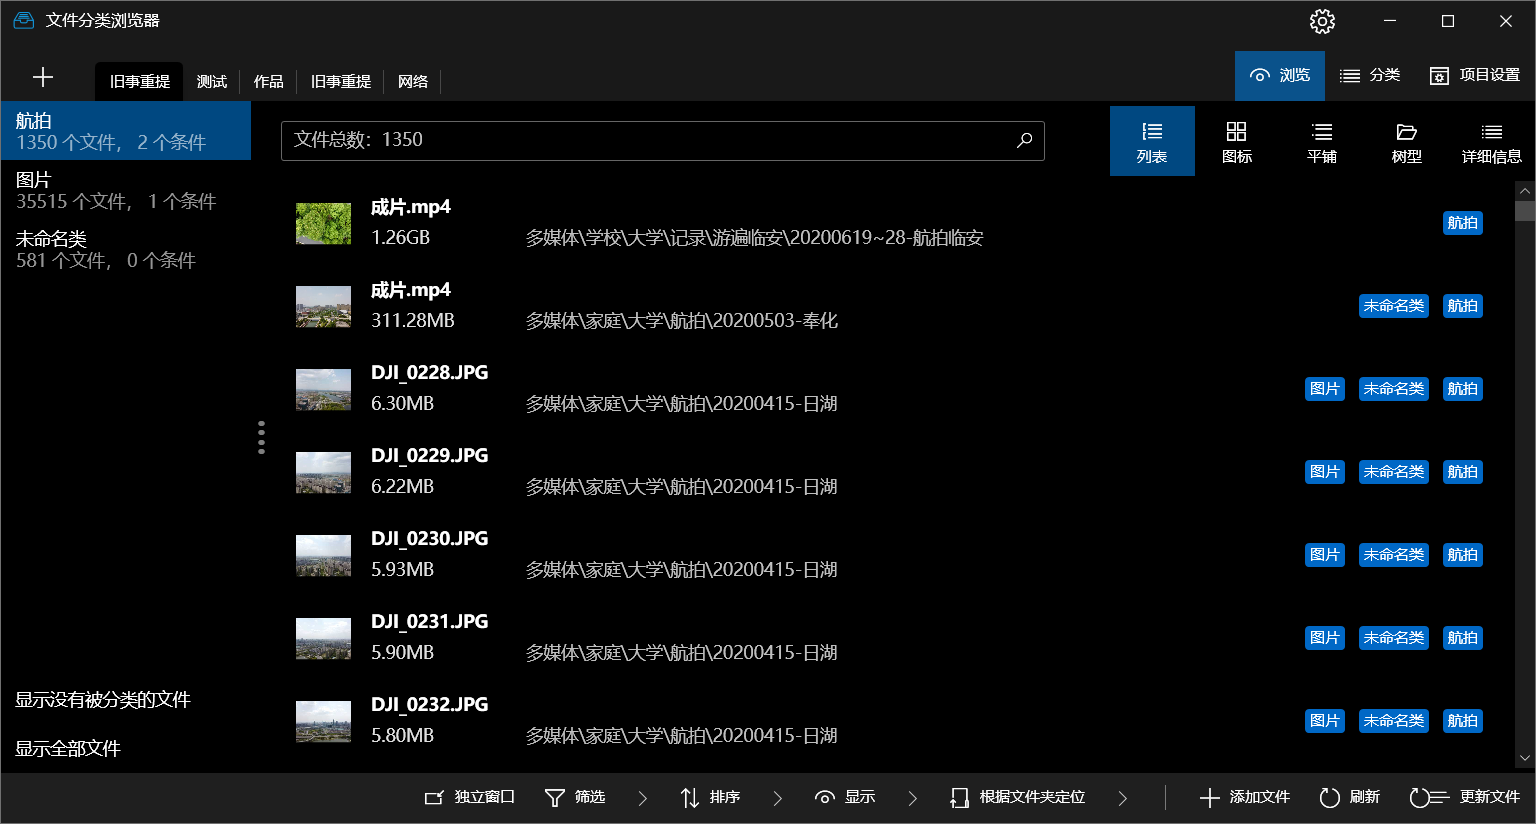 文件分类浏览器
旧事重提 测试 作品 旧事重提 网络 浏览 分类 项目设置
航拍
1350 个文件， 2 个条件
图片
35515 个文件， 1 个条件
未命名类
581 个文件， 0 个条件
显示没有被分类的文件
显示全部文件
文件总数：1350
列表 图标 平铺 树型 详细信息
成片.mp4
1.26GB 多媒体\学校\大学\记录\游遍临安\20200619~28-航拍临安 航拍
成片.mp4
311.28MB 多媒体\家庭\大学\航拍\20200503-奉化 未命名类 航拍
DJI_0228.JPG
6.30MB 多媒体\家庭\大学\航拍\20200415-日湖 图片 未命名类 航拍
DJI_0229.JPG
6.22MB 多媒体\家庭\大学\航拍\20200415-日湖 图片 未命名类 航拍
DJI_0230.JPG
5.93MB 多媒体\家庭\大学\航拍\20200415-日湖 图片 未命名类 航拍
DJI_0231.JPG
5.90MB 多媒体\家庭\大学\航拍\20200415-日湖 图片 未命名类 航拍
DJI_0232.JPG
5.80MB 多媒体\家庭\大学\航拍\20200415-日湖 图片 未命名类 航拍
独立窗口 筛选 排序 显示 根据文件夹定位 添加文件 刷新 更新文件